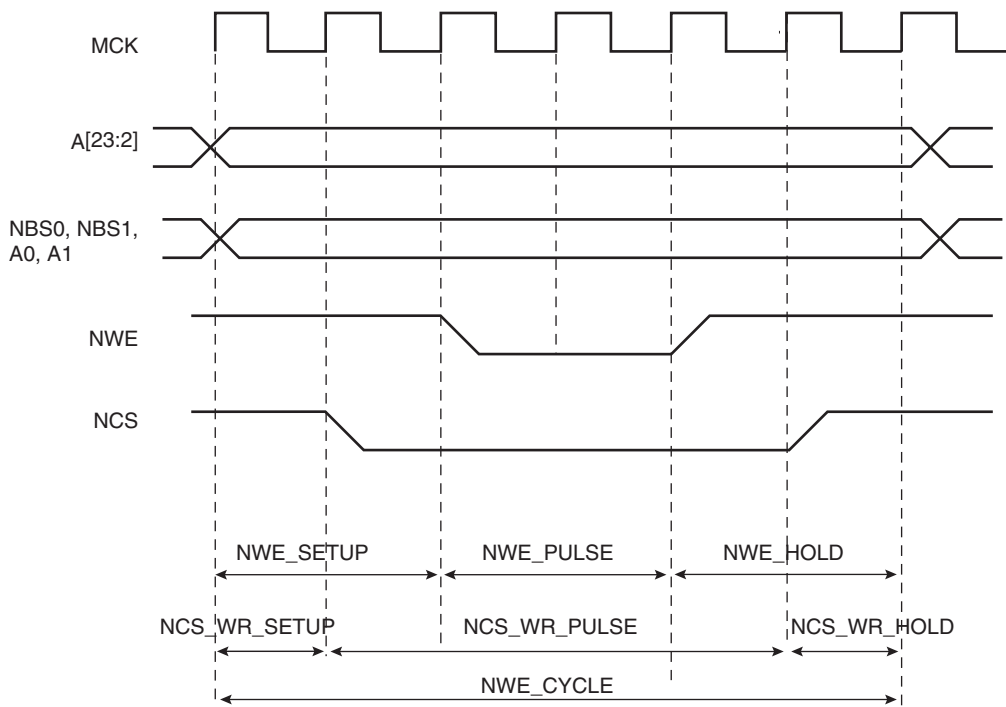 MCK
A[23:2]
NBS0, NBS1,
A0, A1
NWE
NCS
NWE_SETUP
NWE_PULSE
NWE_HOLD
NCS_WR_SETUP
NCS_WR_PULSE
NCS_WR_HOLD
NWE_CYCLE